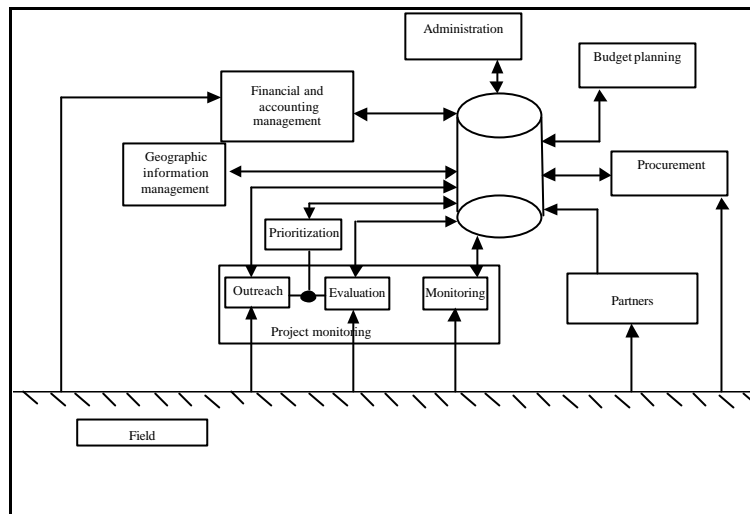 Administration
Budget planning
Financial and
accounting
management
Geographic
information
management
Procurement
Prioritization
Outreach
Evaluation
Monitoring
Partners
Project monitoring
Field